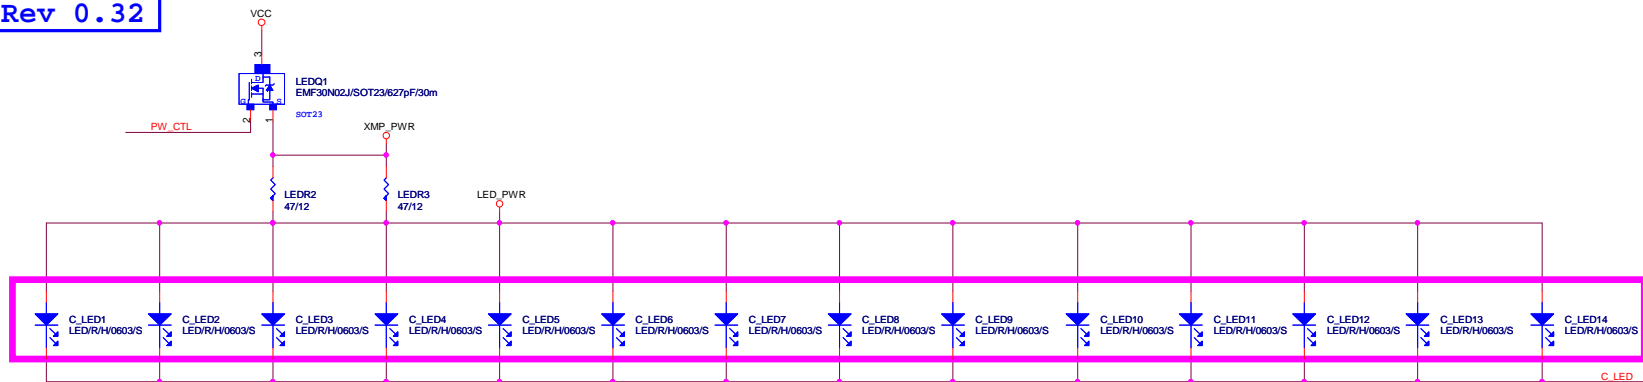 Rev 0.32
VCC
3
D
G
S
LEDQ1
EMF30N02J/SOT23/627pF/30m
SOT23
2
1
PW_CTL
XMP_PWR
LEDR2
47/12
LEDR3
47/12
LED_PWR
C_LED1
LED/R/H/0603/S
C_LED2
LED/R/H/0603/S
C_LED3
LED/R/H/0603/S
C_LED4
LED/R/H/0603/S
C_LED5
LED/R/H/0603/S
C_LED6
LED/R/H/0603/S
C_LED7
LED/R/H/0603/S
C_LED8
LED/R/H/0603/S
C_LED9
LED/R/H/0603/S
C_LED10
LED/R/H/0603/S
C_LED11
LED/R/H/0603/S
C_LED12
LED/R/H/0603/S
C_LED13
LED/R/H/0603/S
C_LED14
LED/R/H/0603/S
C_LED